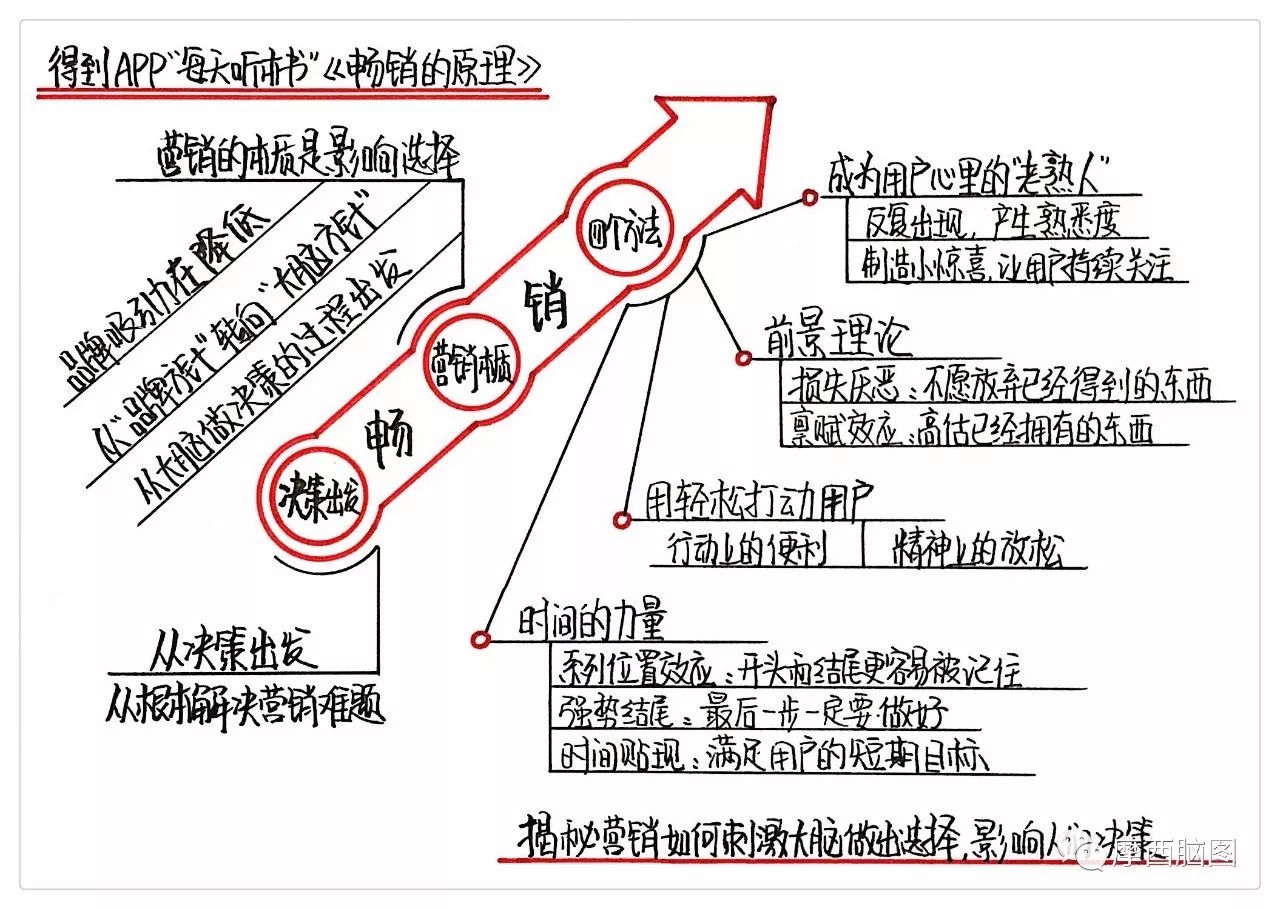 得到APP“每天听本书”《畅销的原理》
营销的本质是影响选择
品牌吸引力在降低
从“品牌方针”转向“大脑方针”
从大脑做决策的过程出发
四个方法
销
营销本质
畅
决策出发
从决策出发
从根本解决营销难题
成为用户心里的“老熟人”
反复出现，产生熟悉度
制造小惊喜，让用户持续关注
前景理论
损失厌恶：不愿放弃已经得到的东西
禀赋效应：高估已经拥有的东西
用轻松打动用户
行动上的便利
精神上的放松
时间的力量
系列位置效应：开头两结尾更容易被记住
强势结尾：最后一步一定要做好
时间贴现：满足用户的短期目标
揭秘营销如何刺激大脑做出选择，影响人们决策
摩西脑图